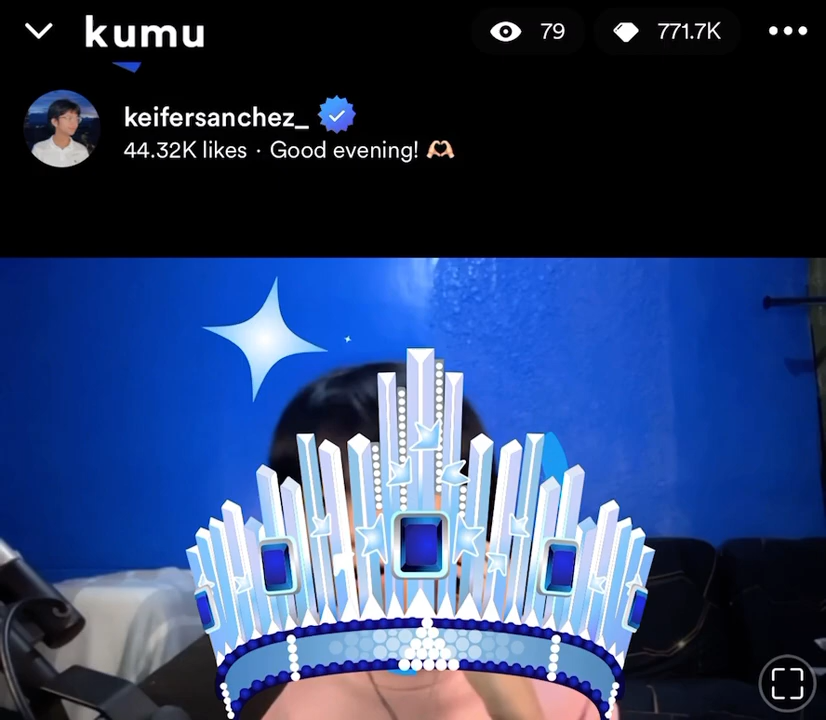 kumu
79
771.7K
keifersanchez_
44.32K likes · Good evening! 🫶🏻